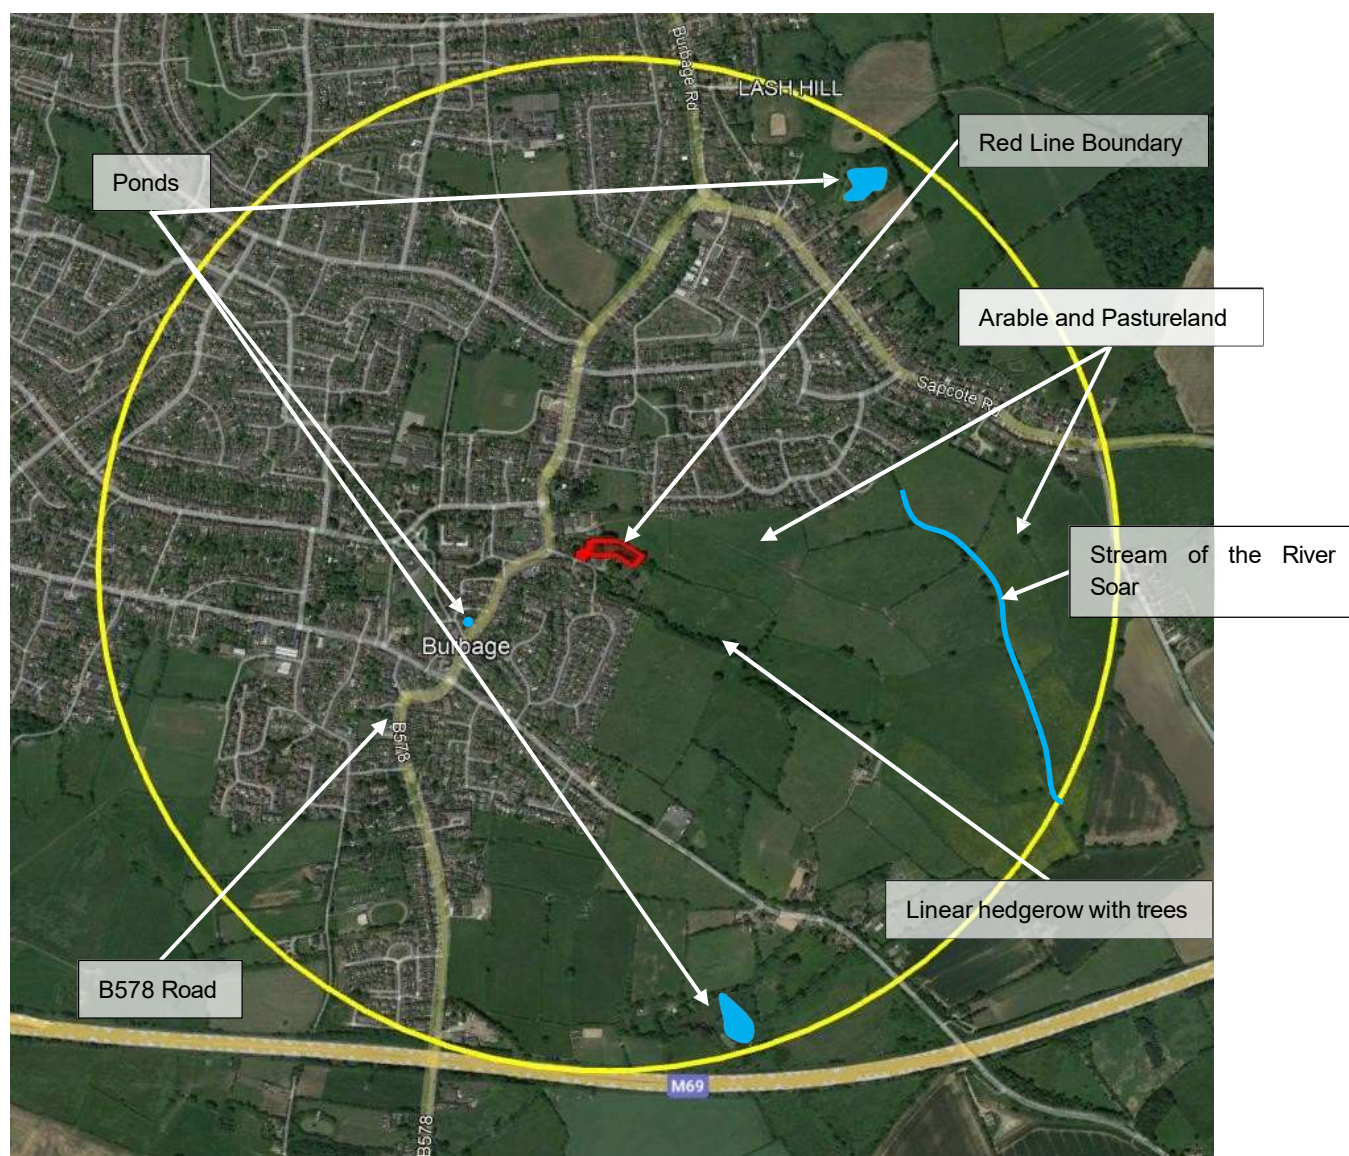 Burbage Rd
LASH HILL
Red Line Boundary
Ponds
Arable and Pastureland
Sapcote Rd
Stream of the River
Soar
Burbage
B578
Linear hedgerow with trees
B578 Road
M69
B578